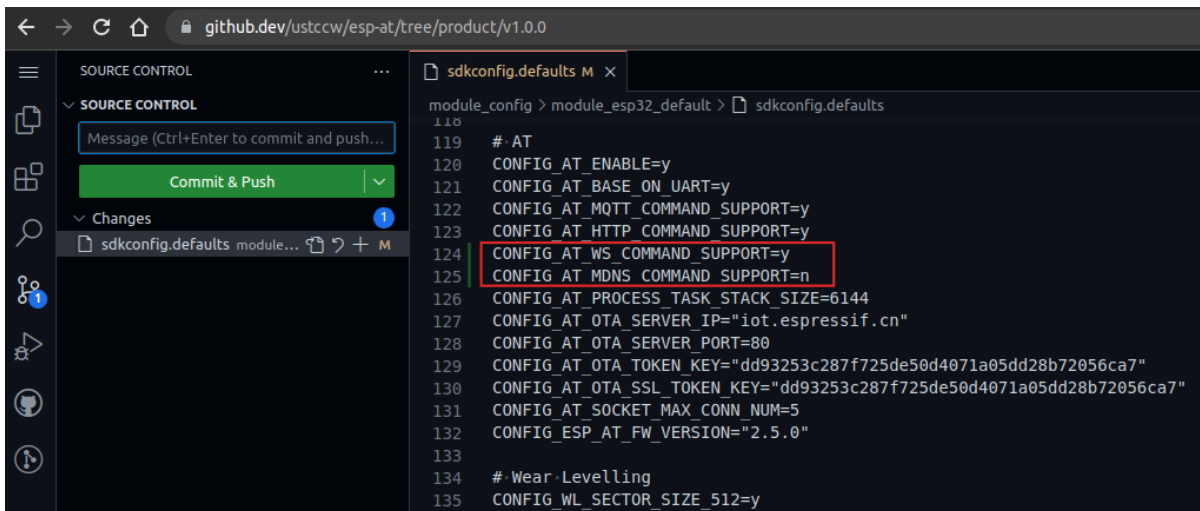 github.dev/ustccw/esp-at/tree/product/v1.0.0
SOURCE CONTROL
...
SOURCE CONTROL
Message (Ctrl+Enter to commit and push...
Commit & Push
Changes
1
sdkconfig.defaults module... M
1
sdkconfig.defaults M
module_config > module_esp32_default > sdkconfig.defaults
118
119 # AT
120 CONFIG_AT_ENABLE=y
121 CONFIG_AT_BASE_ON_UART=y
122 CONFIG_AT_MQTT_COMMAND_SUPPORT=y
123 CONFIG_AT_HTTP_COMMAND_SUPPORT=y
124 CONFIG_AT_WS_COMMAND_SUPPORT=y
125 CONFIG_AT_MDNS_COMMAND_SUPPORT=n
126 CONFIG_AT_PROCESS_TASK_STACK_SIZE=6144
127 CONFIG_AT_OTA_SERVER_IP="iot.espressif.cn"
128 CONFIG_AT_OTA_SERVER_PORT=80
129 CONFIG_AT_OTA_TOKEN_KEY="dd93253c287f725de50d4071a05dd28b72056ca7"
130 CONFIG_AT_OTA_SSL_TOKEN_KEY="dd93253c287f725de50d4071a05dd28b72056ca7"
131 CONFIG_AT_SOCKET_MAX_CONN_NUM=5
132 CONFIG_ESP_AT_FW_VERSION="2.5.0"
133
134 # Wear Levelling
135 CONFIG_WL_SECTOR_SIZE_512=y